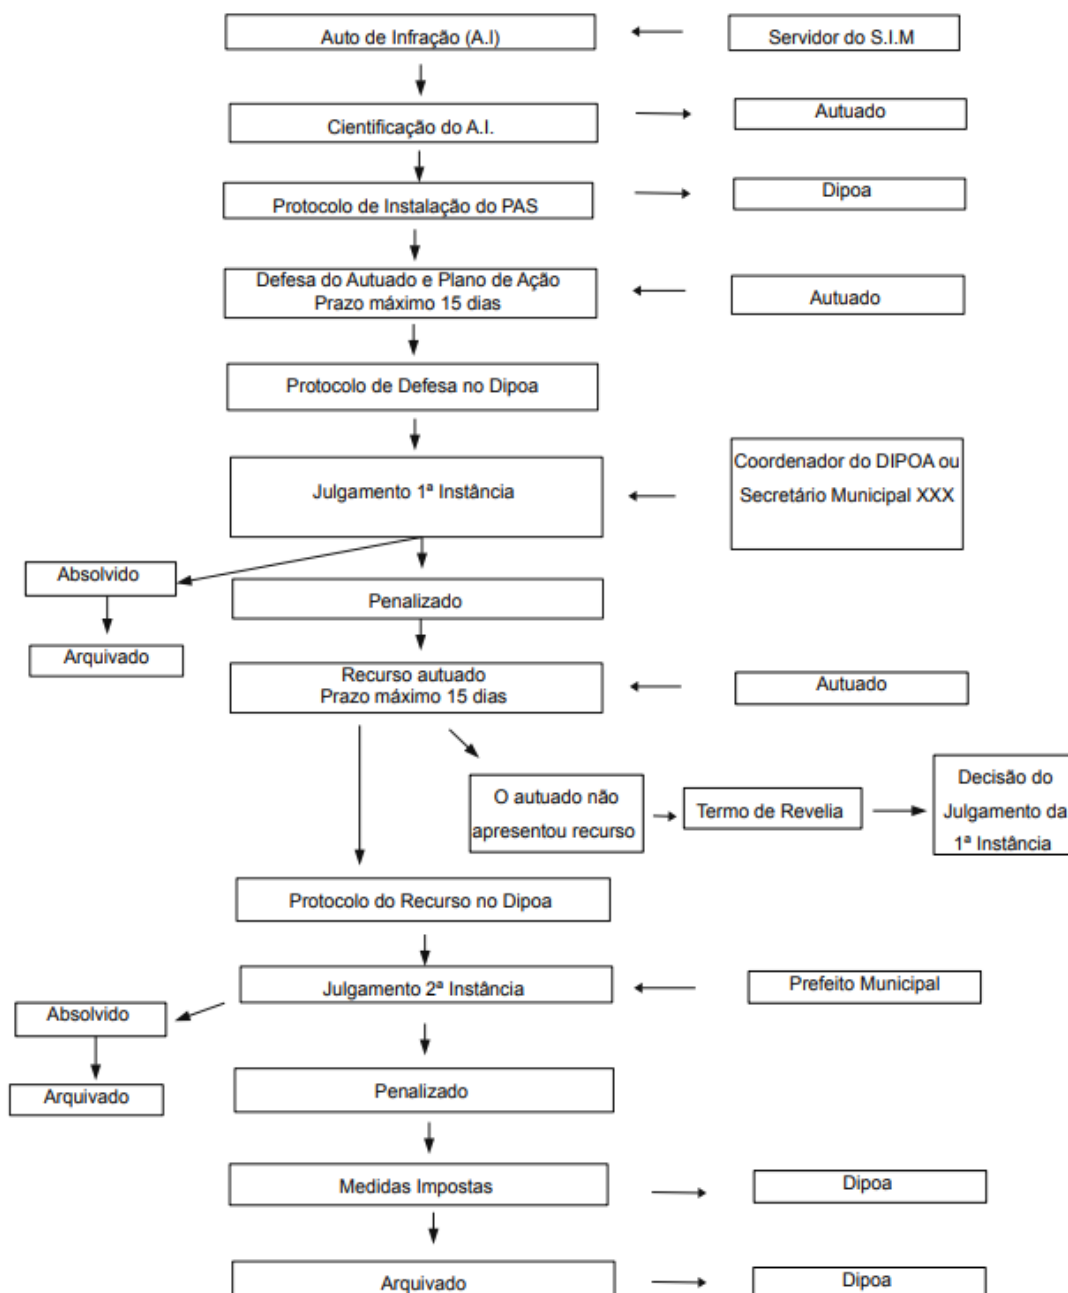 Auto de Infração (A.I)
Servidor do S.I.M
Cientificação do A.I.
Autuado
Protocolo de Instalação do PAS
Dipoa
Defesa do Autuado e Plano de Ação
Prazo máximo 15 dias
Autuado
Protocolo de Defesa no Dipoa
Julgamento 1ª Instância
Coordenador do DIPOA ou
Secretário Municipal XXX
Absolvido
Penalizado
Arquivado
Recurso autuado
Prazo máximo 15 dias
Autuado
O autuado não
apresentou recurso
Termo de Revelia
Decisão do
Julgamento da
1ª Instância
Protocolo do Recurso no Dipoa
Julgamento 2ª Instância
Prefeito Municipal
Absolvido
Arquivado
Penalizado
Medidas Impostas
Dipoa
Arquivado
Dipoa